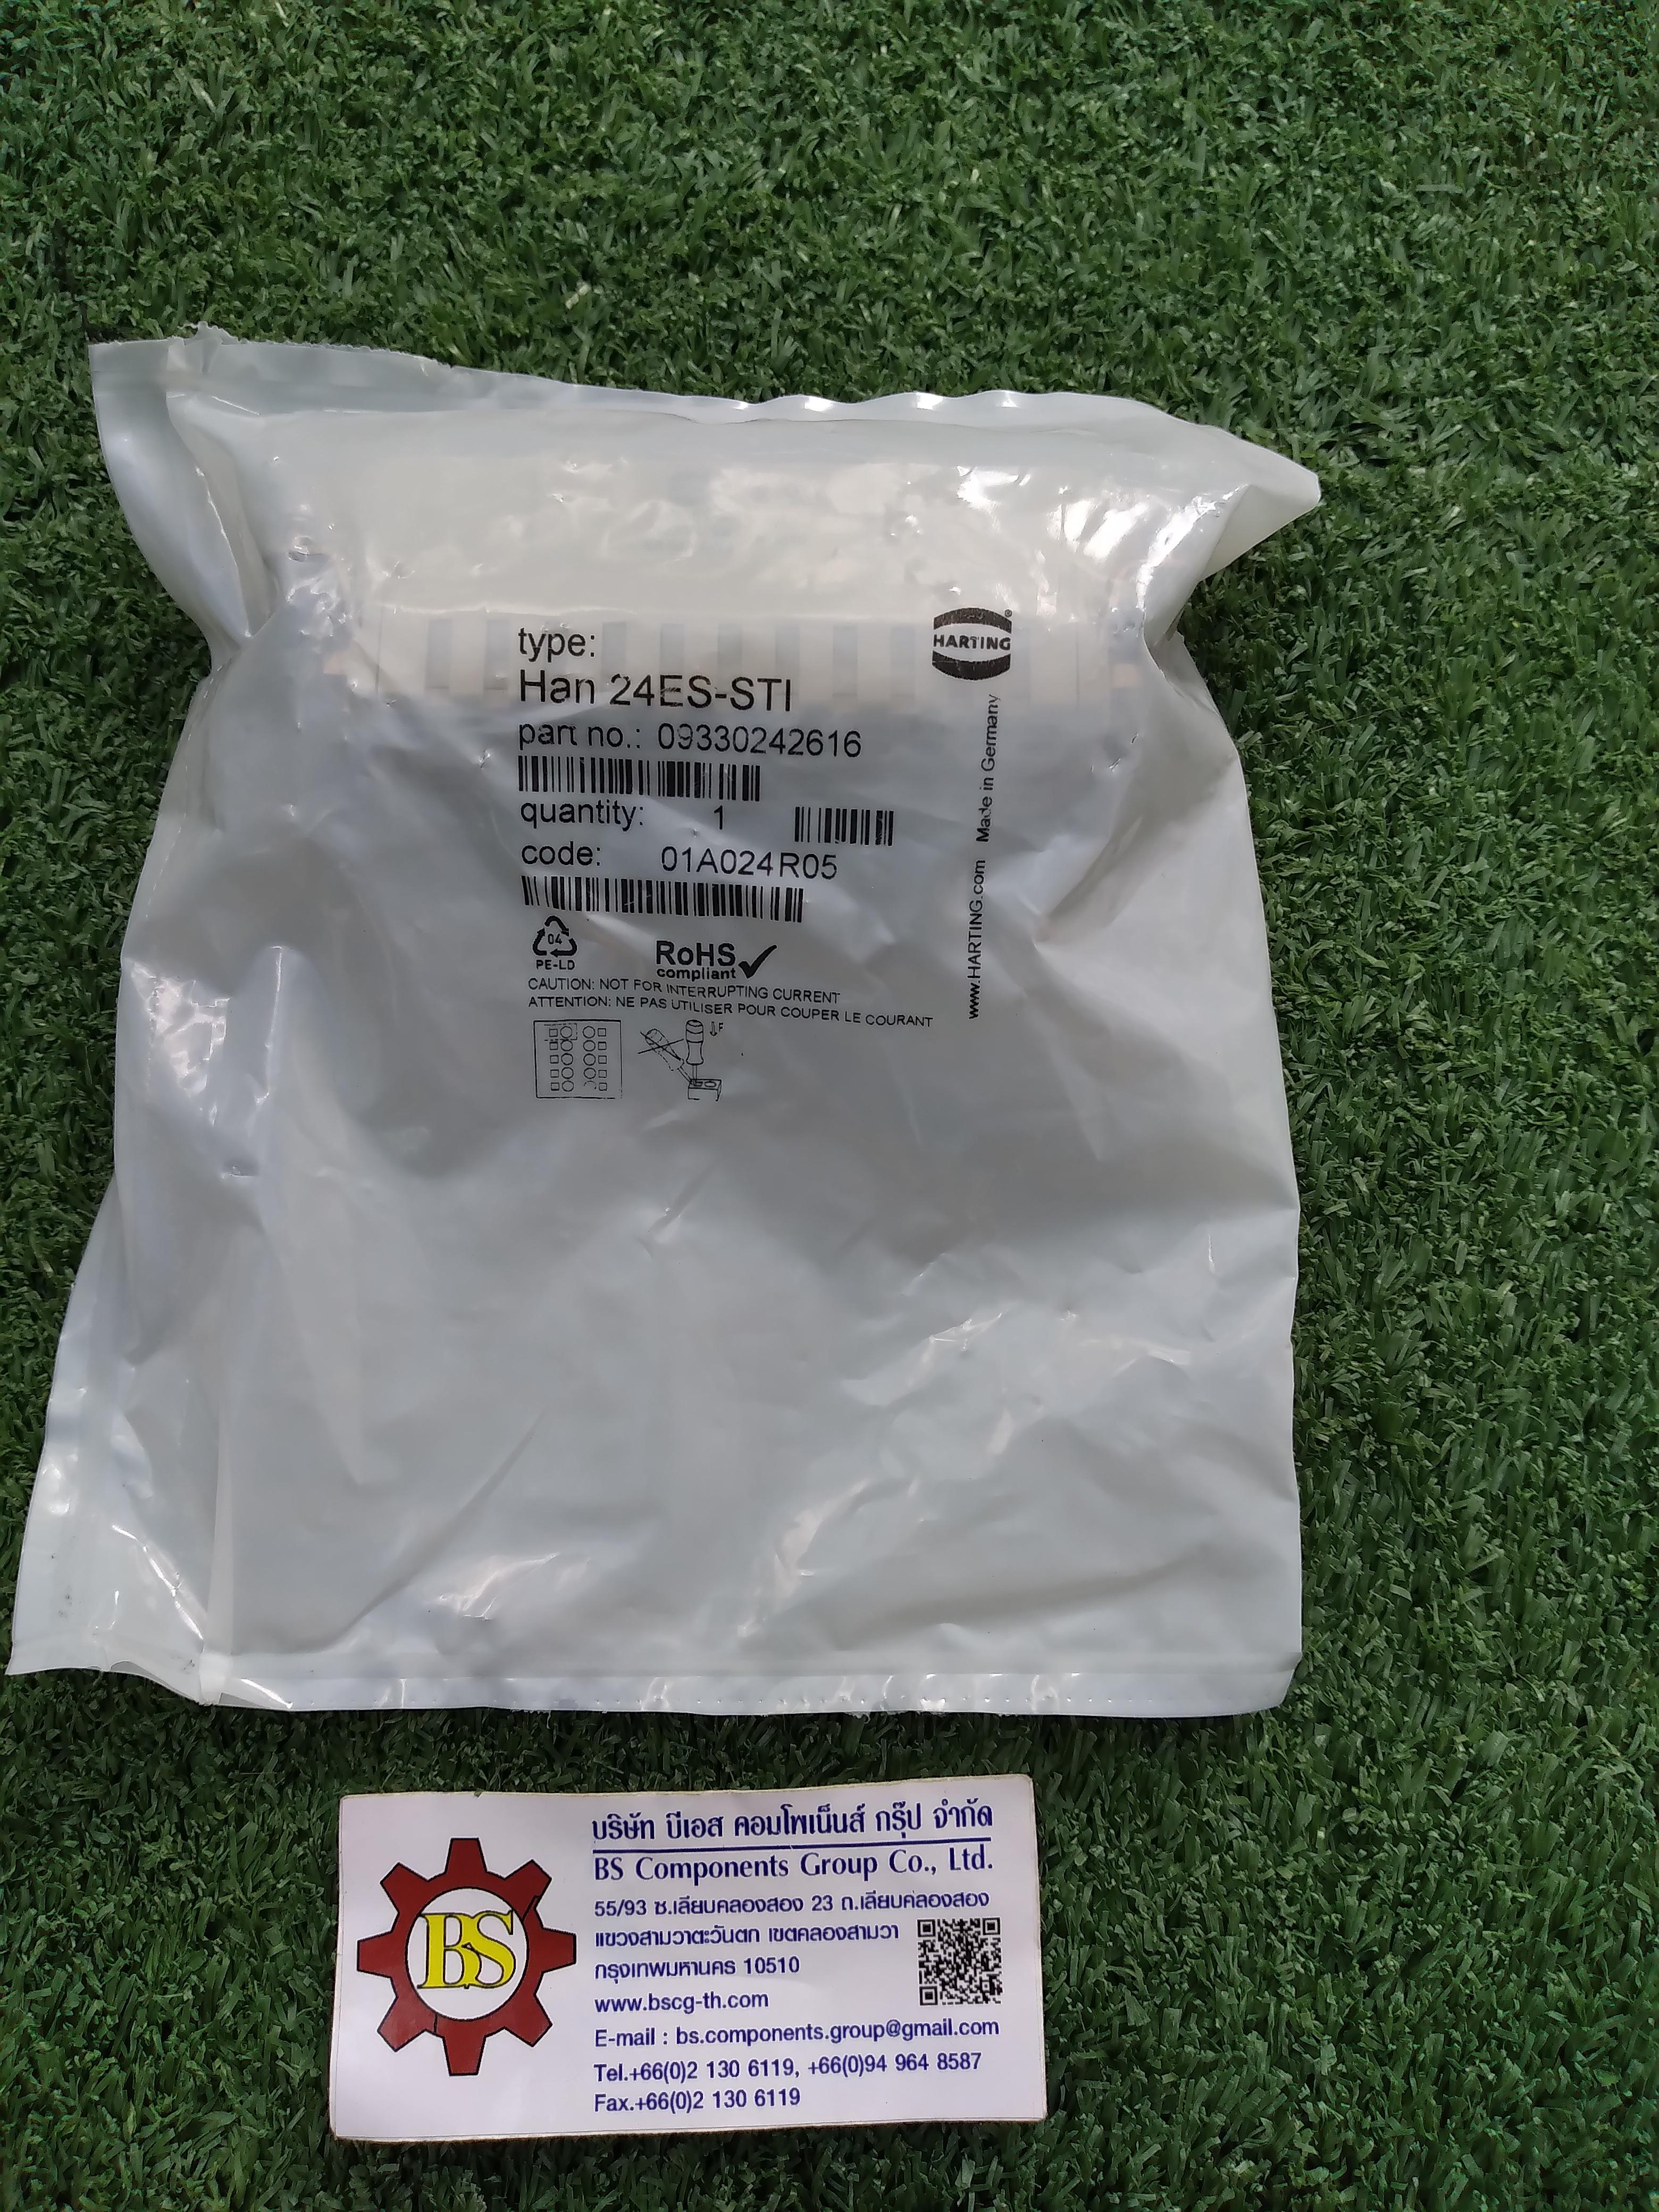 type:
HARTING®
Han 24ES-STI
part no.: 09330242616
quantity: 1
code: 01A024R05
www.HARTING.com Made in Germany
04
PE-LD
RoHS
compliant
CAUTION: NOT FOR INTERRUPTING CURRENT
ATTENTION: NE PAS UTILISER POUR COUPER LE COURANT
F
BS
บริษัท บีเอส คอมโพเน็นส์ กรุ๊ป จำกัด
BS Components Group Co., Ltd.
55/93 ซ.เลียบคลองสอง 23 ถ.เลียบคลองสอง
แขวงสามวาตะวันตก เขตคลองสามวา
กรุงเทพมหานคร 10510
www.bscg-th.com
E-mail : bs.components.group@gmail.com
Tel.+66(0)2 130 6119, +66(0)94 964 8587
Fax.+66(0)2 130 6119